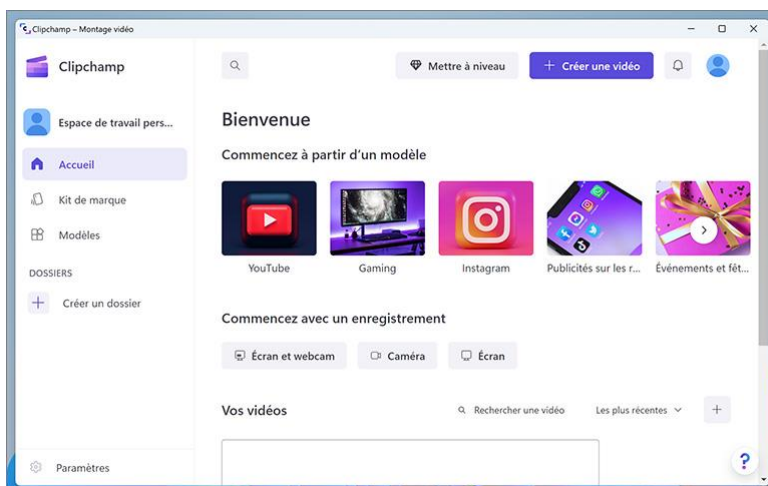 Clipchamp – Montage vidéo
Clipchamp
Mettre à niveau
+ Créer une vidéo
Espace de travail pers...
Accueil
Kit de marque
Modèles
DOSSIERS
+ Créer un dossier
Paramètres
Bienvenue
Commencez à partir d'un modèle
YouTube
Gaming
Instagram
Publicités sur les r...
Événements et fêt...
Commencez avec un enregistrement
Écran et webcam
Caméra
Écran
Vos vidéos
Rechercher une vidéo
Les plus récentes
+
?